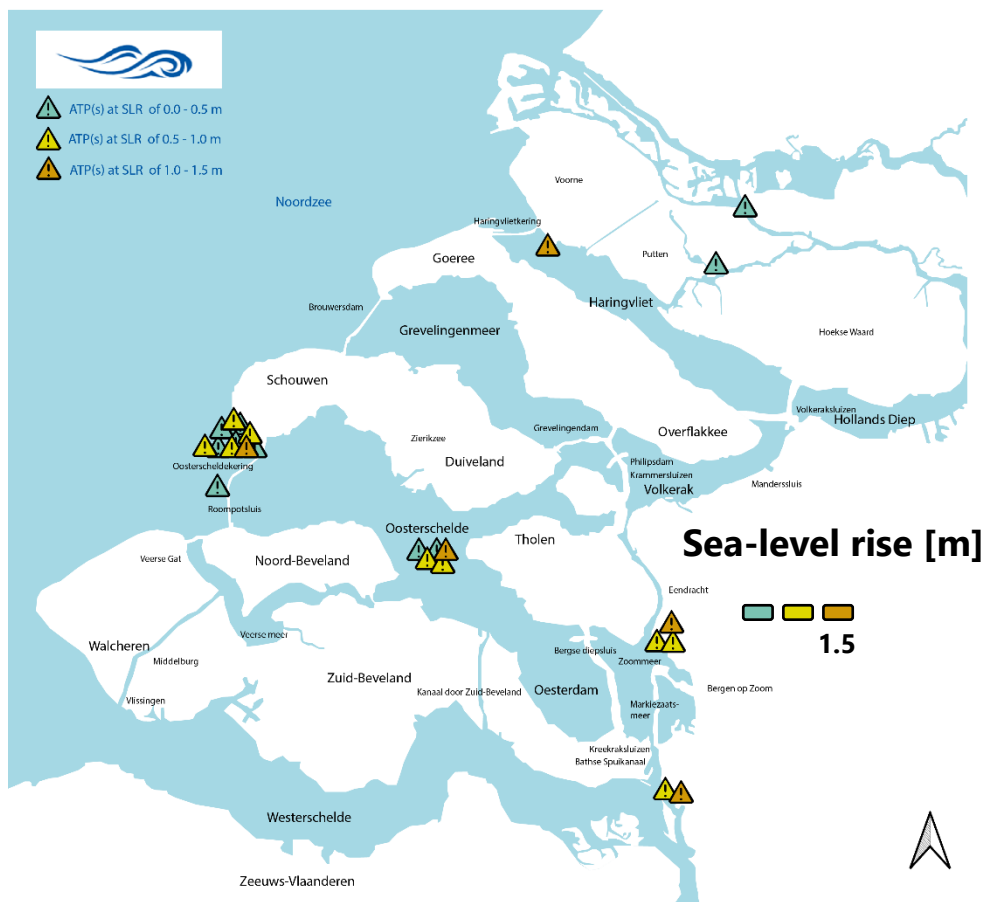 ATP(s) at SLR of 0.0 - 0.5 m
ATP(s) at SLR of 0.5 - 1.0 m
ATP(s) at SLR of 1.0 - 1.5 m
Noordzee
Voorne
Haringvlietkering
Goeree
Putten
Brouwersdam
Haringvliet
Grevelingenmeer
Hoekse Waard
Schouwen
Volkeraksluizen
Hollands Diep
Grevelingendam
Overflakkee
Zierikzee
Duiveland
Oosterscheldekering
Philipsdam
Krammersluizen
Volkerak
Manderssluis
Roompotsluis
Oosterschelde
Tholen
Sea-level rise [m]
Veerse Gat
Noord-Beveland
Eendracht
1.5
Veerse meer
Walcheren
Middelburg
Bergse diepsluis
Zoommeer
Zuid-Beveland
Kanaal door Zuid-Beveland
Oesterdam
Bergen op Zoom
Vlissingen
Markiezaats-
meer
Kreekraksluizen
Bathse Spuikanaal
Westerschelde
Zeeuws-Vlaanderen